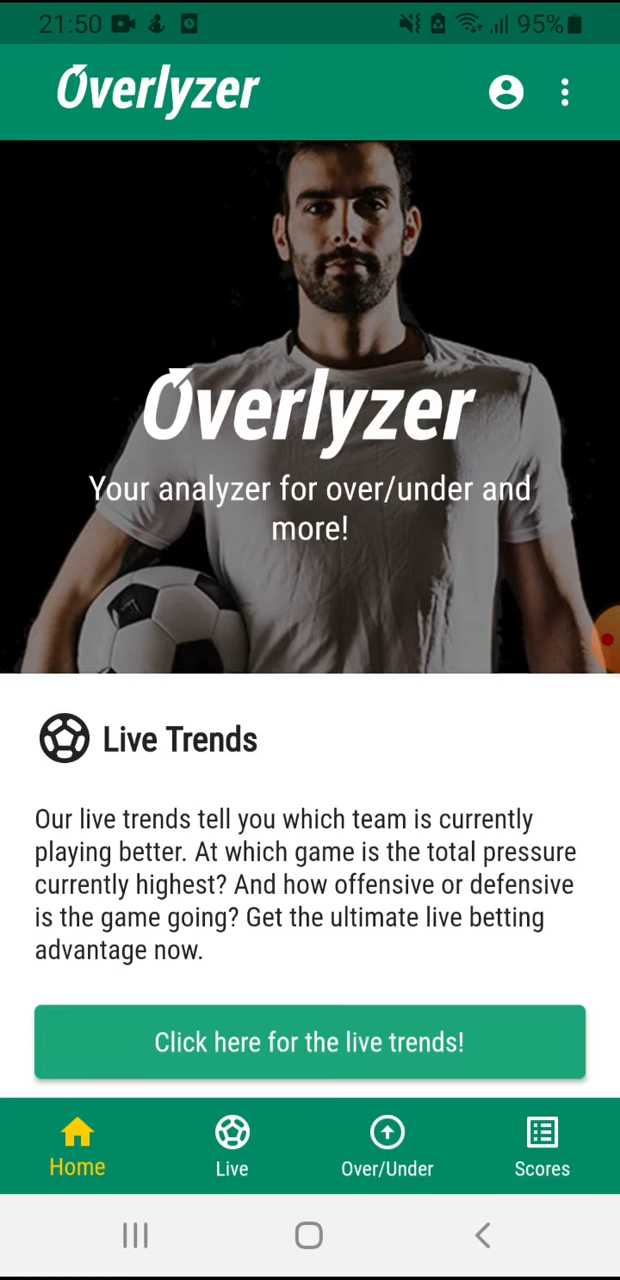 21:50
95%
Overlyzer
Overlyzer
Your analyzer for over/under and
more!
Live Trends
Our live trends tell you which team is currently
playing better. At which game is the total pressure
currently highest? And how offensive or defensive
is the game going? Get the ultimate live betting
advantage now.
Click here for the live trends!
Home
Live
Over/Under
Scores